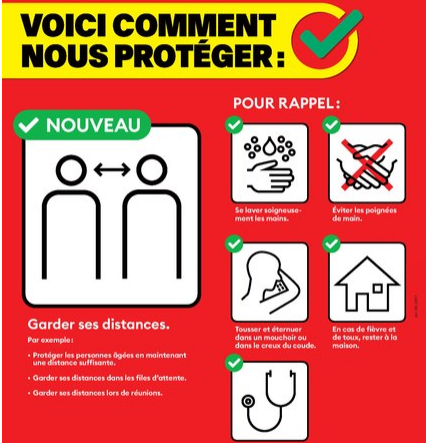 VOICI COMMENT
NOUS PROTÉGER :
NOUVEAU
Garder ses distances.
Par exemple :
• Protéger les personnes âgées en maintenant
une distance suffisante.
• Garder ses distances dans les files d’attente.
• Garder ses distances lors de réunions.
POUR RAPPEL :
Se laver soigneuse-
ment les mains.
Éviter les poignées
de main.
Tousser et éternuer
dans un mouchoir ou
dans le creux du coude.
En cas de fièvre et
de toux, rester à la
maison.